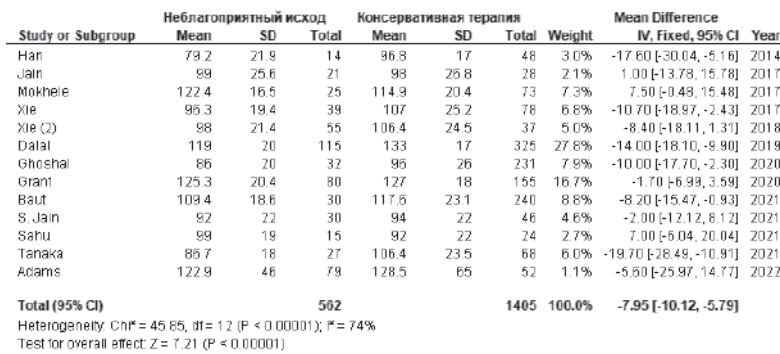 Неблагоприятный исход Консервативная терапия Mean Difference
Study or Subgroup Mean SD Total Mean SD Total Weight IV, Fixed, 95% CI Year
Han 79.2 21.9 14 96.8 17 48 3.0% -17.60 [-30.04, -5.16] 2014
Jain 99 25.6 21 98 26.8 28 2.1% 1.00 [-13.78, 15.78] 2017
Mokhele 122.4 16.5 25 114.9 20.4 73 7.3% 7.50 [-0.48, 15.48] 2017
Xie 96.3 19.4 39 107 25.2 78 6.8% -10.70 [-18.97, -2.43] 2017
Xie (2) 98 21.4 55 106.4 24.5 37 5.0% -8.40 [-18.11, 1.31] 2018
Dalal 119 20 115 133 17 325 27.8% -14.00 [-18.10, -9.90] 2019
Ghoshal 86 20 32 96 26 231 7.9% -10.00 [-17.70, -2.30] 2020
Grant 125.3 20.4 80 127 18 155 16.7% -1.70 [-6.99, 3.59] 2020
Baut 109.4 18.6 30 117.6 23.1 240 8.8% -8.20 [-15.47, -0.93] 2021
S. Jain 92 22 30 94 22 46 4.6% -2.00 [-12.12, 8.12] 2021
Sahu 99 19 15 92 22 24 2.7% 7.00 [-6.04, 20.04] 2021
Tanaka 86.7 18 27 106.4 23.5 68 6.0% -19.70 [-28.49, -10.91] 2021
Adams 122.9 46 79 128.5 65 52 1.1% -5.60 [-25.97, 14.77] 2022
Total (95% CI) 562 1405 100.0% -7.95 [-10.12, -5.79]
Heterogeneity: Chi² = 45.85, df = 12 (P < 0.00001); I² = 74%
Test for overall effect: Z = 7.21 (P < 0.00001)